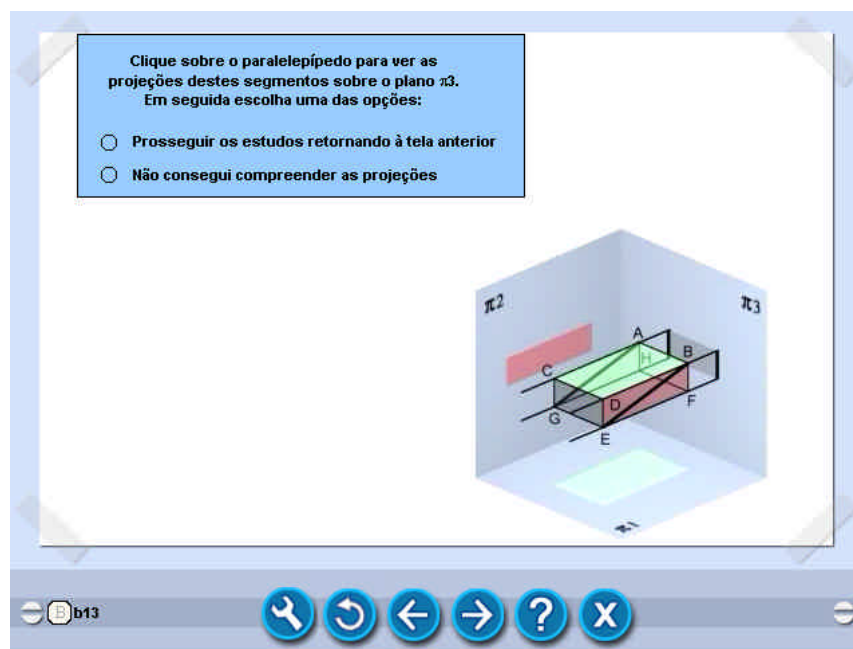 Clique sobre o paralelepípedo para ver as
projeções destes segmentos sobre o plano π3.
Em seguida escolha uma das opções:
Prosseguir os estudos retornando à tela anterior
Não consegui compreender as projeções
π2
π3
A
B
H
C
D
F
G
E
π1
B b13
?
X